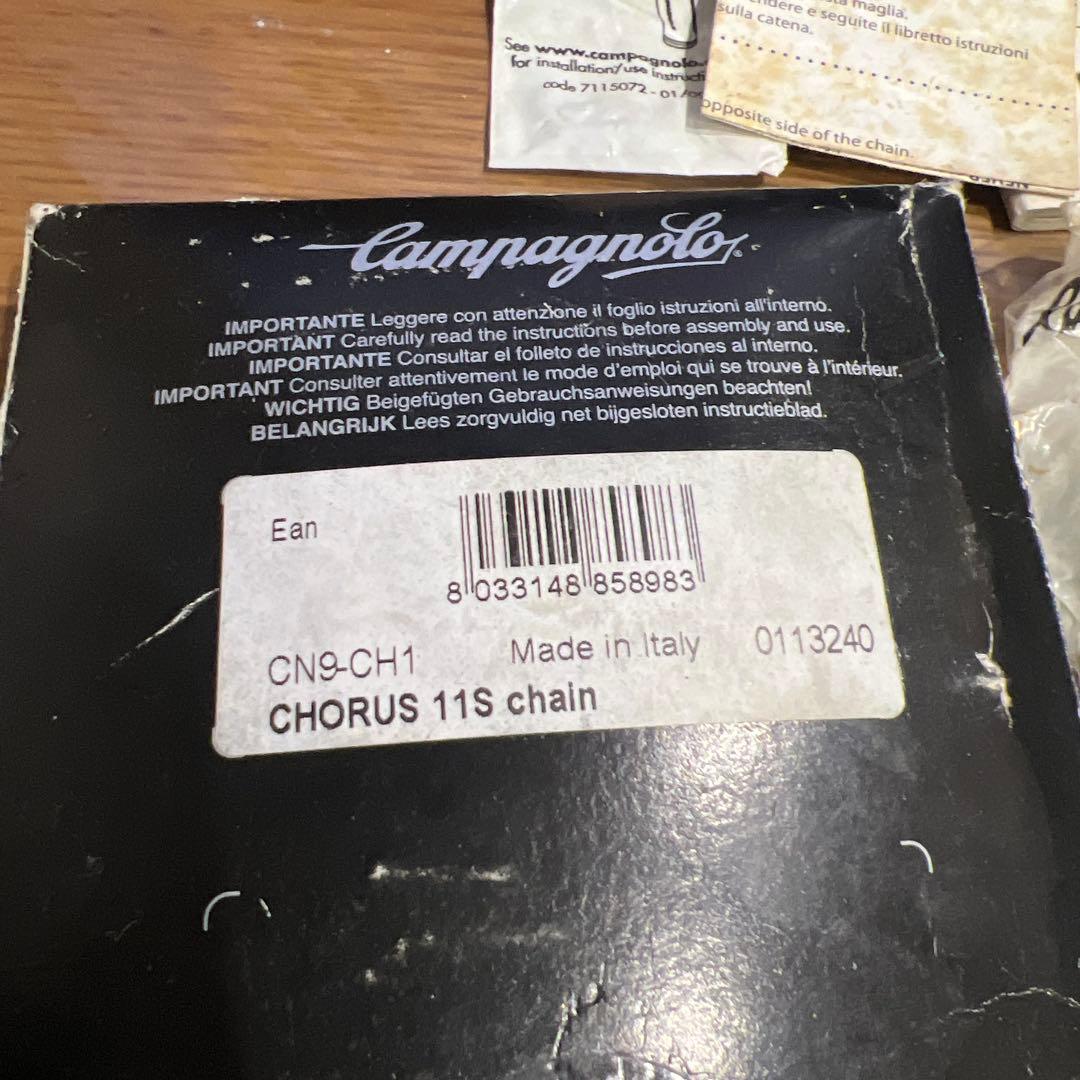 See www.campagnolo.
for installation/use instructi
code 7115072 - 01/
maglia.
dere e seguite il libretto istruzioni
sulla catena.
opposite side of the chain.
NEVER
Campagnolo
IMPORTANTE Leggere con attenzione il foglio istruzioni all'interno.
IMPORTANT Carefully read the instructions before assembly and use.
IMPORTANTE Consultar el folleto de instrucciones al interno.
IMPORTANT Consulter attentivement le mode d'emploi qui se trouve à l'intérieur.
WICHTIG Beigefügten Gebrauchsanweisungen beachten!
BELANGRIJK Lees zorgvuldig net bijgesloten instructieblad.
Ean
8 033148 858983
CN9-CH1 Made in Italy 0113240
CHORUS 11S chain